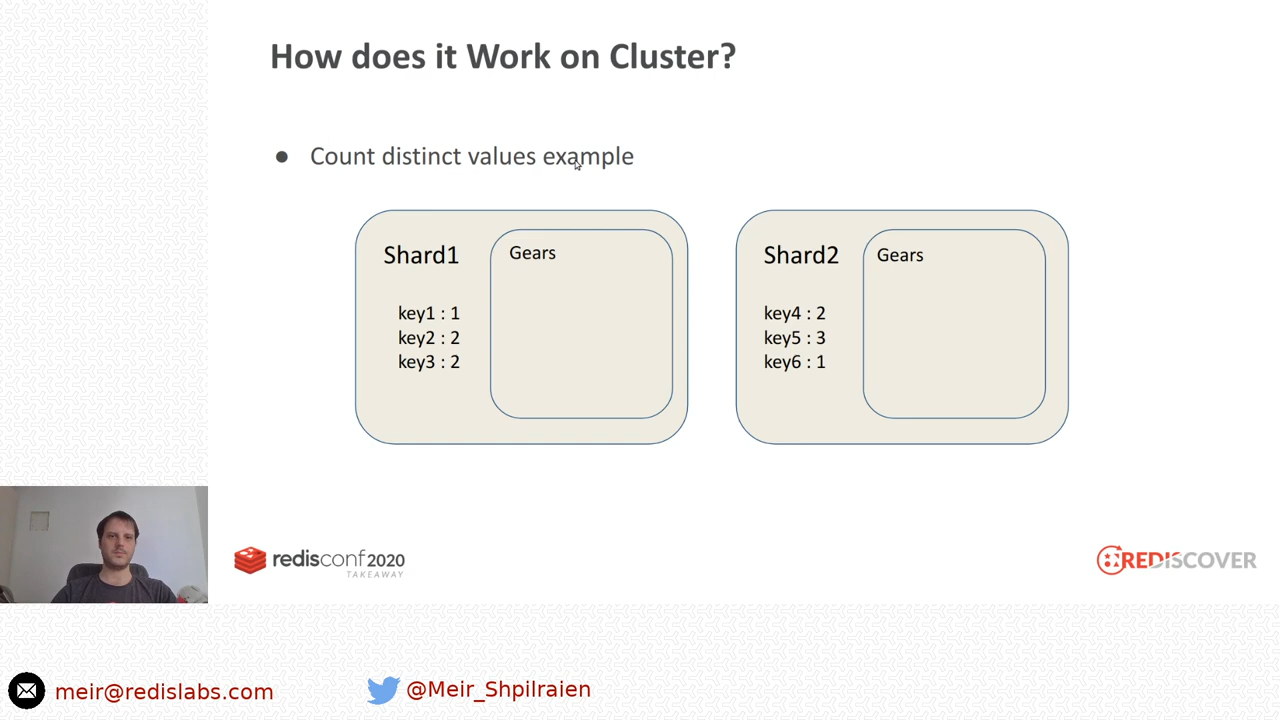 How does it Work on Cluster?
● Count distinct values example
Shard1
Gears
key1 : 1
key2 : 2
key3 : 2
Shard2
Gears
key4 : 2
key5 : 3
key6 : 1
redisconf 2020
TAKEAWAY
REDISCOVER
meir@redislabs.com
@Meir_Shpilraien